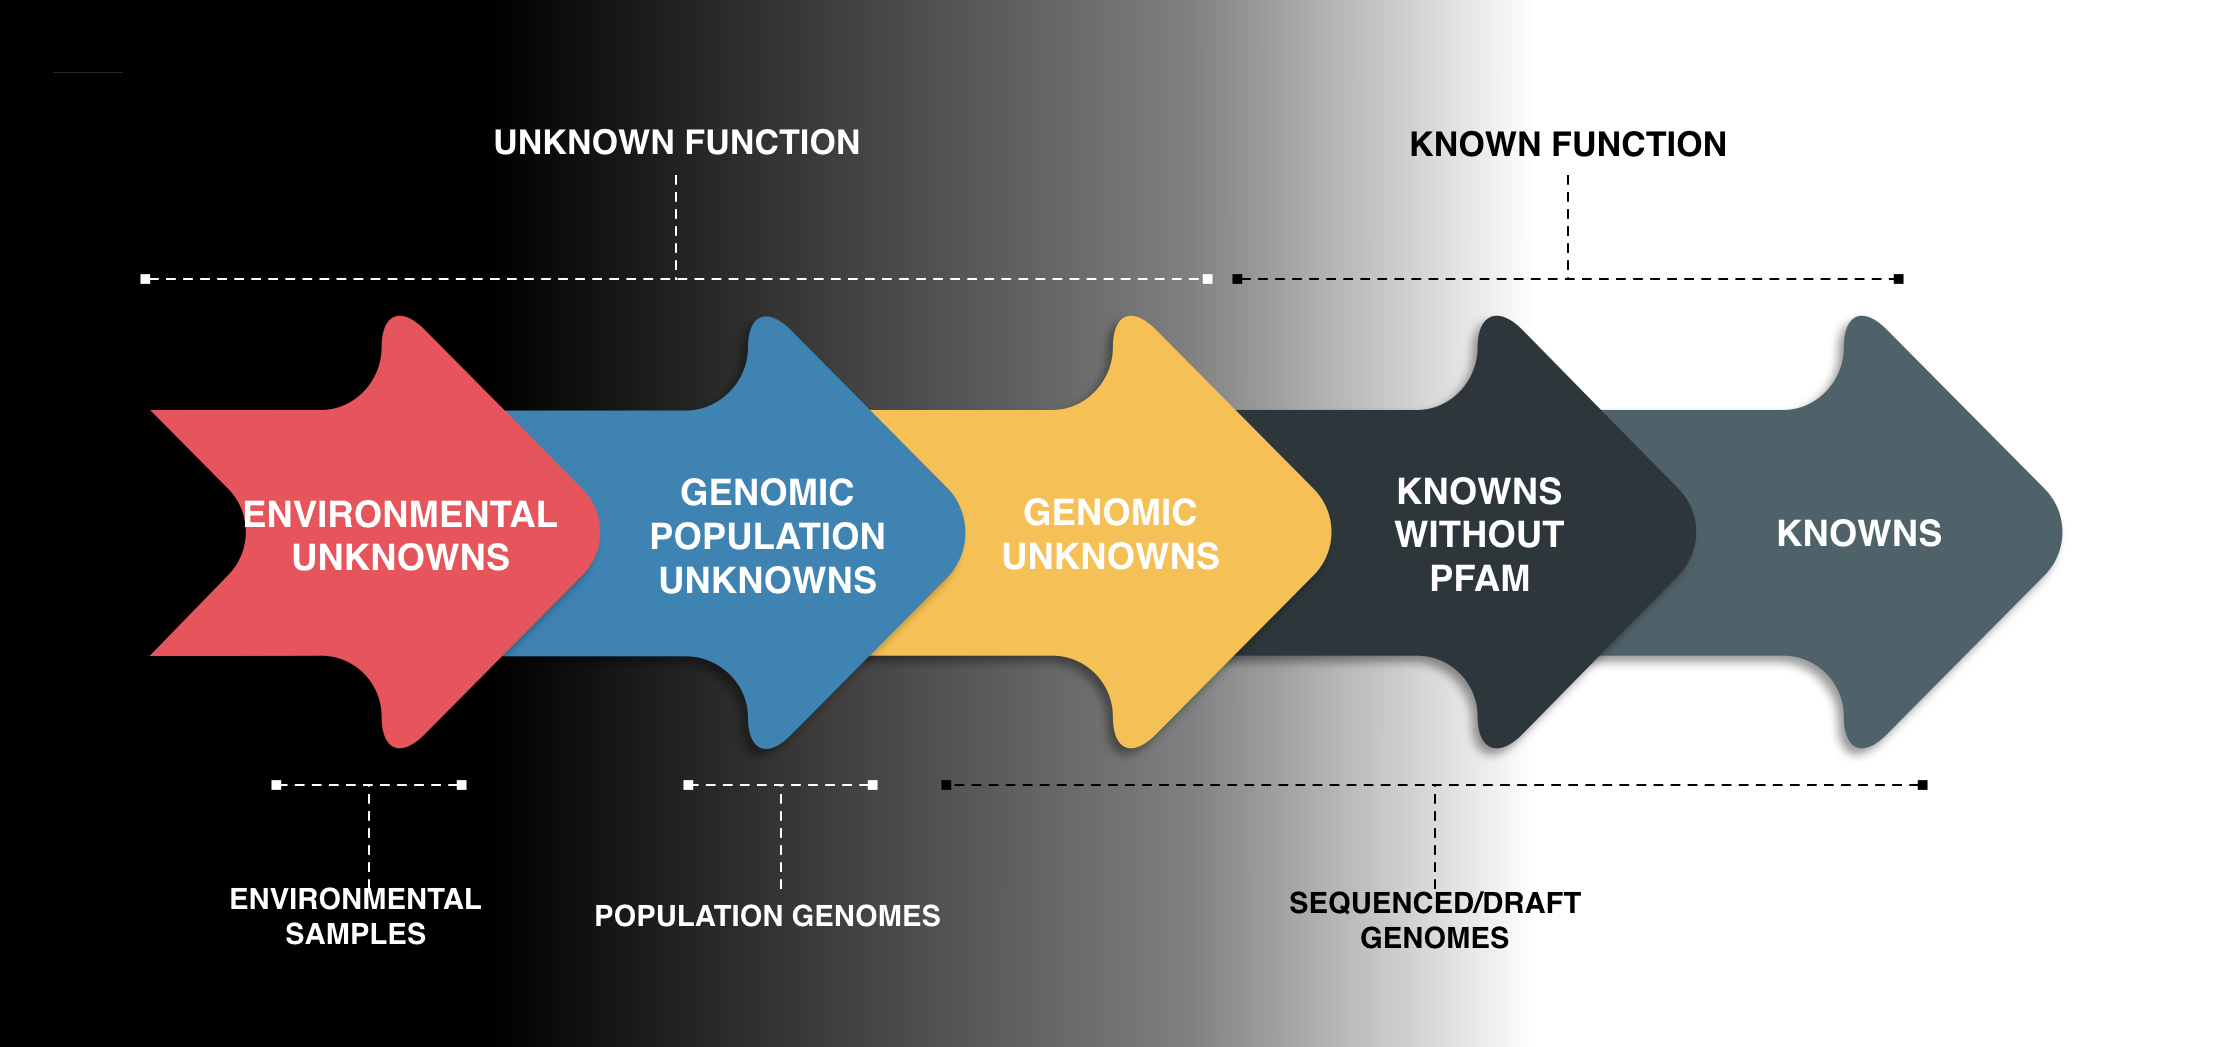 UNKNOWN FUNCTION
KNOWN FUNCTION
ENVIRONMENTAL
UNKNOWNS
GENOMIC
POPULATION
UNKNOWNS
GENOMIC
UNKNOWNS
KNOWNS
WITHOUT
PFAM
KNOWNS
ENVIRONMENTAL
SAMPLES
POPULATION GENOMES
SEQUENCED/DRAFT
GENOMES